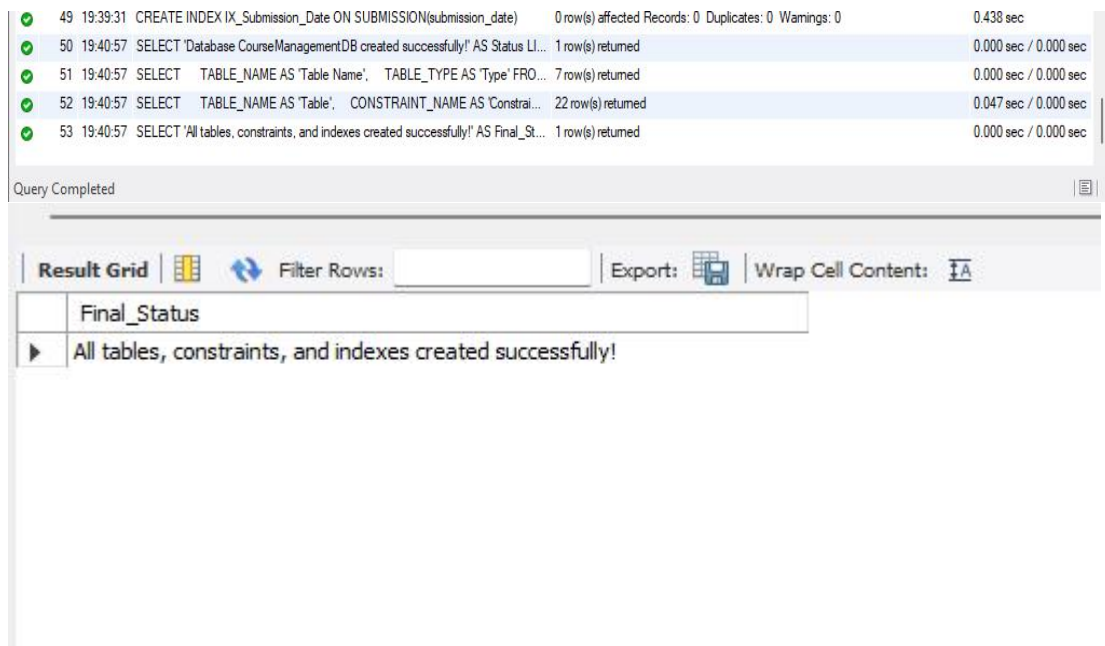 49 19:39:31 CREATE INDEX IX_Submission_Date ON SUBMISSION(submission_date) 0 row(s) affected Records: 0 Duplicates: 0 Warnings: 0 0.438 sec
50 19:40:57 SELECT 'Database CourseManagementDB created successfully!' AS Status LI... 1 row(s) returned 0.000 sec / 0.000 sec
51 19:40:57 SELECT TABLE_NAME AS 'Table Name', TABLE_TYPE AS 'Type' FRO... 7 row(s) returned 0.000 sec / 0.000 sec
52 19:40:57 SELECT TABLE_NAME AS 'Table', CONSTRAINT_NAME AS 'Constrai... 22 row(s) returned 0.047 sec / 0.000 sec
53 19:40:57 SELECT 'All tables, constraints, and indexes created successfully!' AS Final_St... 1 row(s) returned 0.000 sec / 0.000 sec
Query Completed
Result Grid Filter Rows: Export: Wrap Cell Content:
Final_Status
All tables, constraints, and indexes created successfully!